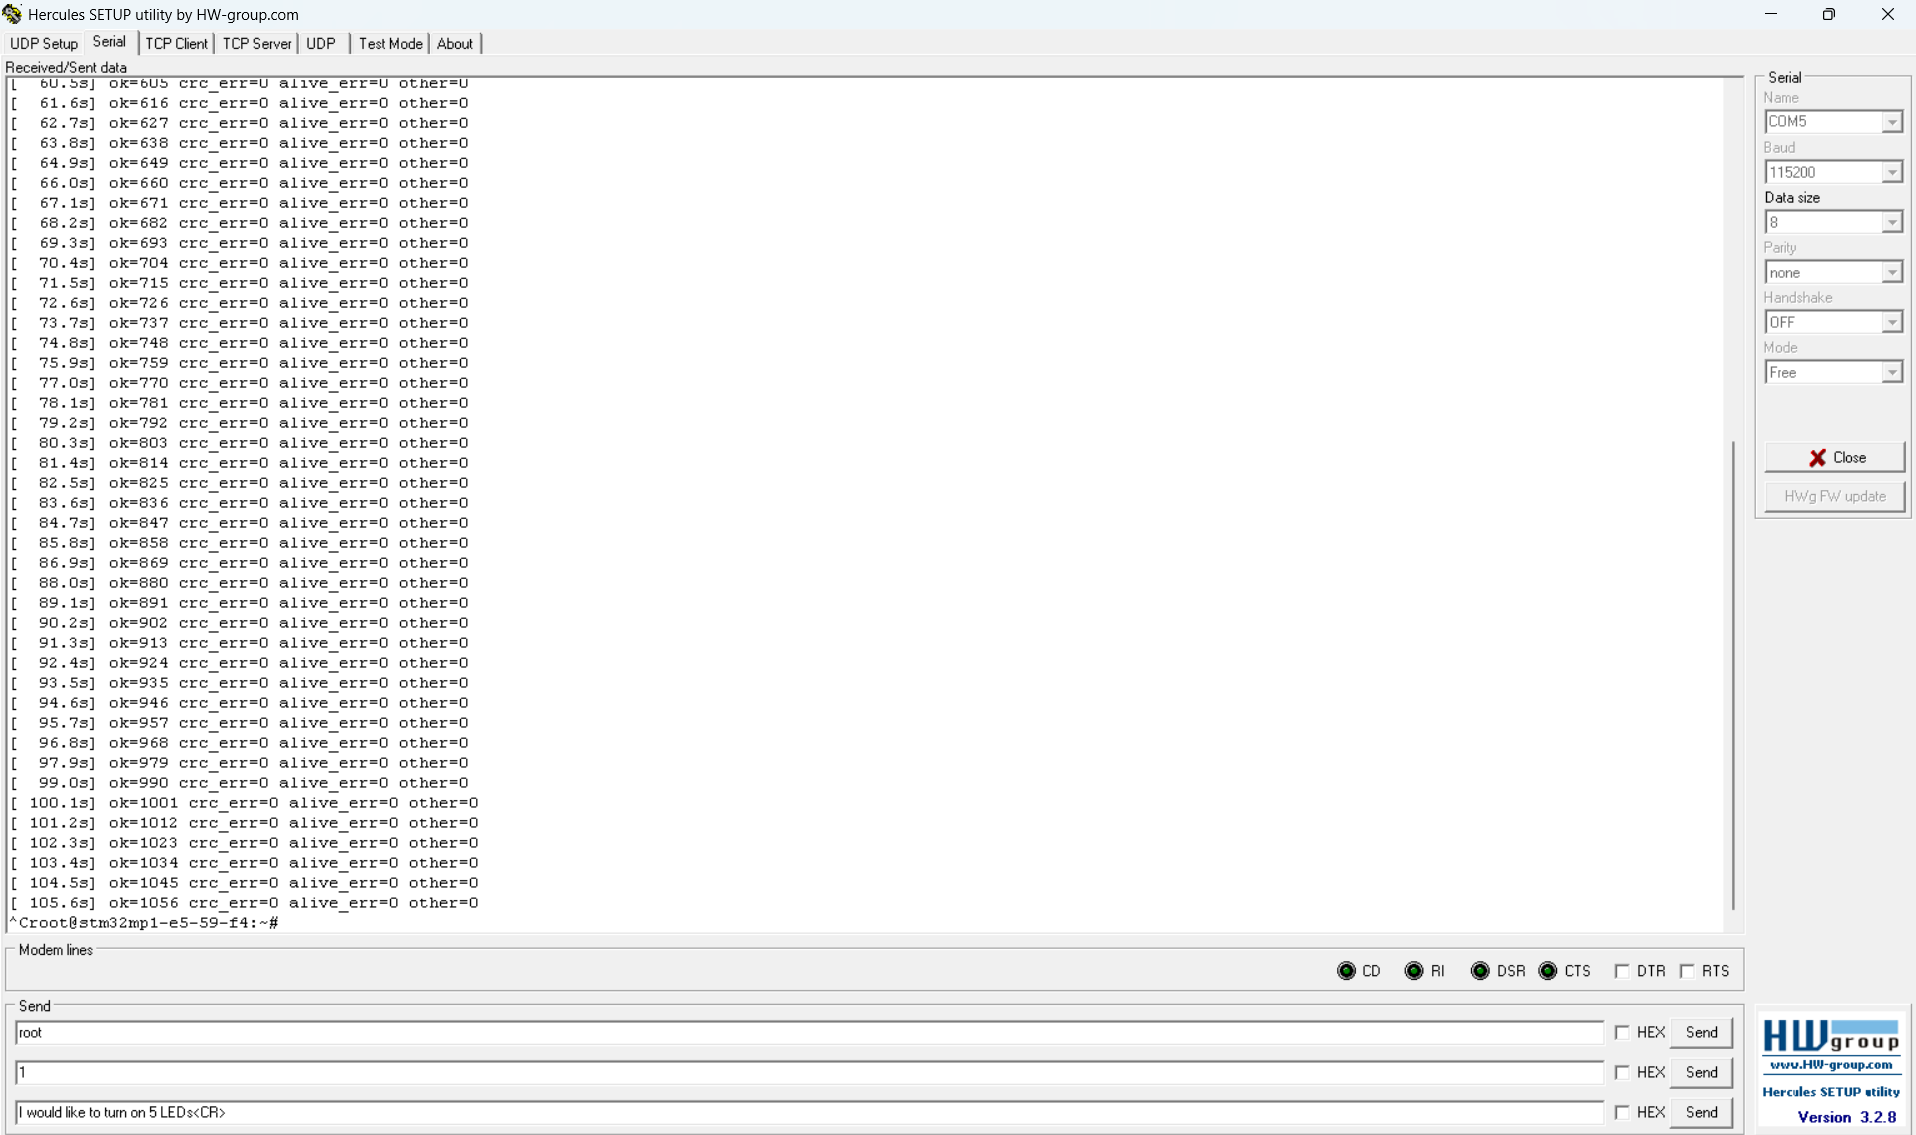 Hercules SETUP utility by HW-group.com
UDP Setup Serial TCP Client TCP Server UDP Test Mode About
Received/Sent data
[  60.5s] ok=605 crc_err=0 alive_err=0 other=0
[  61.6s] ok=616 crc_err=0 alive_err=0 other=0
[  62.7s] ok=627 crc_err=0 alive_err=0 other=0
[  63.8s] ok=638 crc_err=0 alive_err=0 other=0
[  64.9s] ok=649 crc_err=0 alive_err=0 other=0
[  66.0s] ok=660 crc_err=0 alive_err=0 other=0
[  67.1s] ok=671 crc_err=0 alive_err=0 other=0
[  68.2s] ok=682 crc_err=0 alive_err=0 other=0
[  69.3s] ok=693 crc_err=0 alive_err=0 other=0
[  70.4s] ok=704 crc_err=0 alive_err=0 other=0
[  71.5s] ok=715 crc_err=0 alive_err=0 other=0
[  72.6s] ok=726 crc_err=0 alive_err=0 other=0
[  73.7s] ok=737 crc_err=0 alive_err=0 other=0
[  74.8s] ok=748 crc_err=0 alive_err=0 other=0
[  75.9s] ok=759 crc_err=0 alive_err=0 other=0
[  77.0s] ok=770 crc_err=0 alive_err=0 other=0
[  78.1s] ok=781 crc_err=0 alive_err=0 other=0
[  79.2s] ok=792 crc_err=0 alive_err=0 other=0
[  80.3s] ok=803 crc_err=0 alive_err=0 other=0
[  81.4s] ok=814 crc_err=0 alive_err=0 other=0
[  82.5s] ok=825 crc_err=0 alive_err=0 other=0
[  83.6s] ok=836 crc_err=0 alive_err=0 other=0
[  84.7s] ok=847 crc_err=0 alive_err=0 other=0
[  85.8s] ok=858 crc_err=0 alive_err=0 other=0
[  86.9s] ok=869 crc_err=0 alive_err=0 other=0
[  88.0s] ok=880 crc_err=0 alive_err=0 other=0
[  89.1s] ok=891 crc_err=0 alive_err=0 other=0
[  90.2s] ok=902 crc_err=0 alive_err=0 other=0
[  91.3s] ok=913 crc_err=0 alive_err=0 other=0
[  92.4s] ok=924 crc_err=0 alive_err=0 other=0
[  93.5s] ok=935 crc_err=0 alive_err=0 other=0
[  94.6s] ok=946 crc_err=0 alive_err=0 other=0
[  95.7s] ok=957 crc_err=0 alive_err=0 other=0
[  96.8s] ok=968 crc_err=0 alive_err=0 other=0
[  97.9s] ok=979 crc_err=0 alive_err=0 other=0
[  99.0s] ok=990 crc_err=0 alive_err=0 other=0
[ 100.1s] ok=1001 crc_err=0 alive_err=0 other=0
[ 101.2s] ok=1012 crc_err=0 alive_err=0 other=0
[ 102.3s] ok=1023 crc_err=0 alive_err=0 other=0
[ 103.4s] ok=1034 crc_err=0 alive_err=0 other=0
[ 104.5s] ok=1045 crc_err=0 alive_err=0 other=0
[ 105.6s] ok=1056 crc_err=0 alive_err=0 other=0
^Croot@stm32mp1-e5-59-f4:~#
Serial
Name
COM5
Baud
115200
Data size
8
Parity
none
Handshake
OFF
Mode
Free
Close
HWg FW update
Modem lines
CD RI DSR CTS DTR RTS
Send
root HEX Send
1 HEX Send
I would like to turn on 5 LEDs<CR> HEX Send
HW group
www.HW-group.com
Hercules SETUP utility
Version 3.2.8